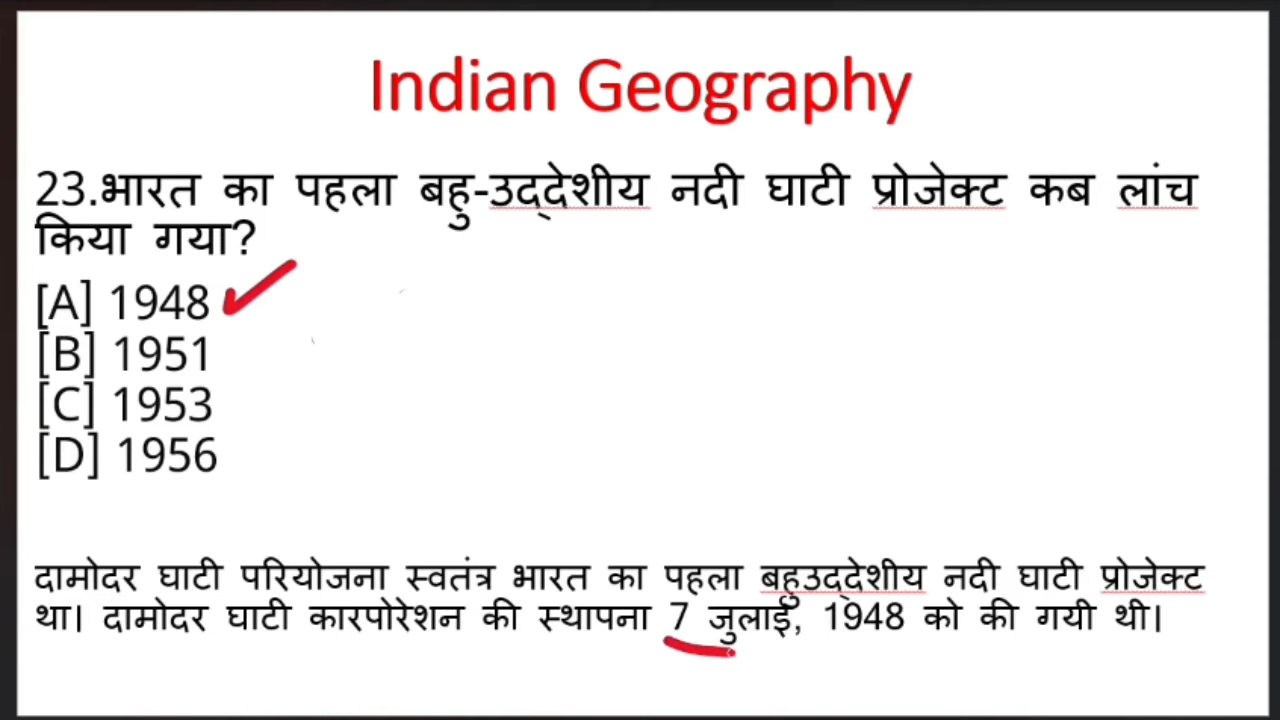 Indian Geography
23.भारत का पहला बहु-उद्देशीय नदी घाटी प्रोजेक्ट कब लांच
किया गया?
[A] 1948
[B] 1951
[C] 1953
[D] 1956
दामोदर घाटी परियोजना स्वतंत्र भारत का पहला बहुउद्देशीय नदी घाटी प्रोजेक्ट
था। दामोदर घाटी कारपोरेशन की स्थापना 7 जुलाई, 1948 को की गयी थी।